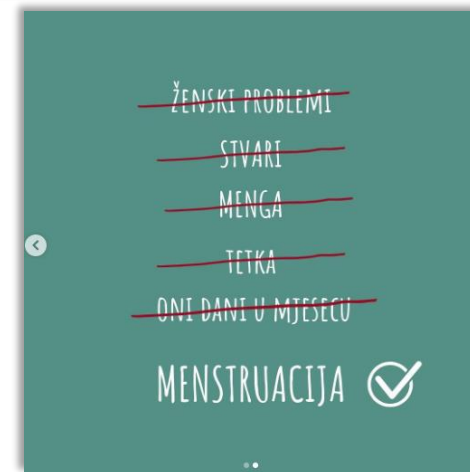 ŽENSKI PROBLEMI
STVARI
MENGA
TETKA
ONI DANI U MJESECU
MENSTRUACIJA